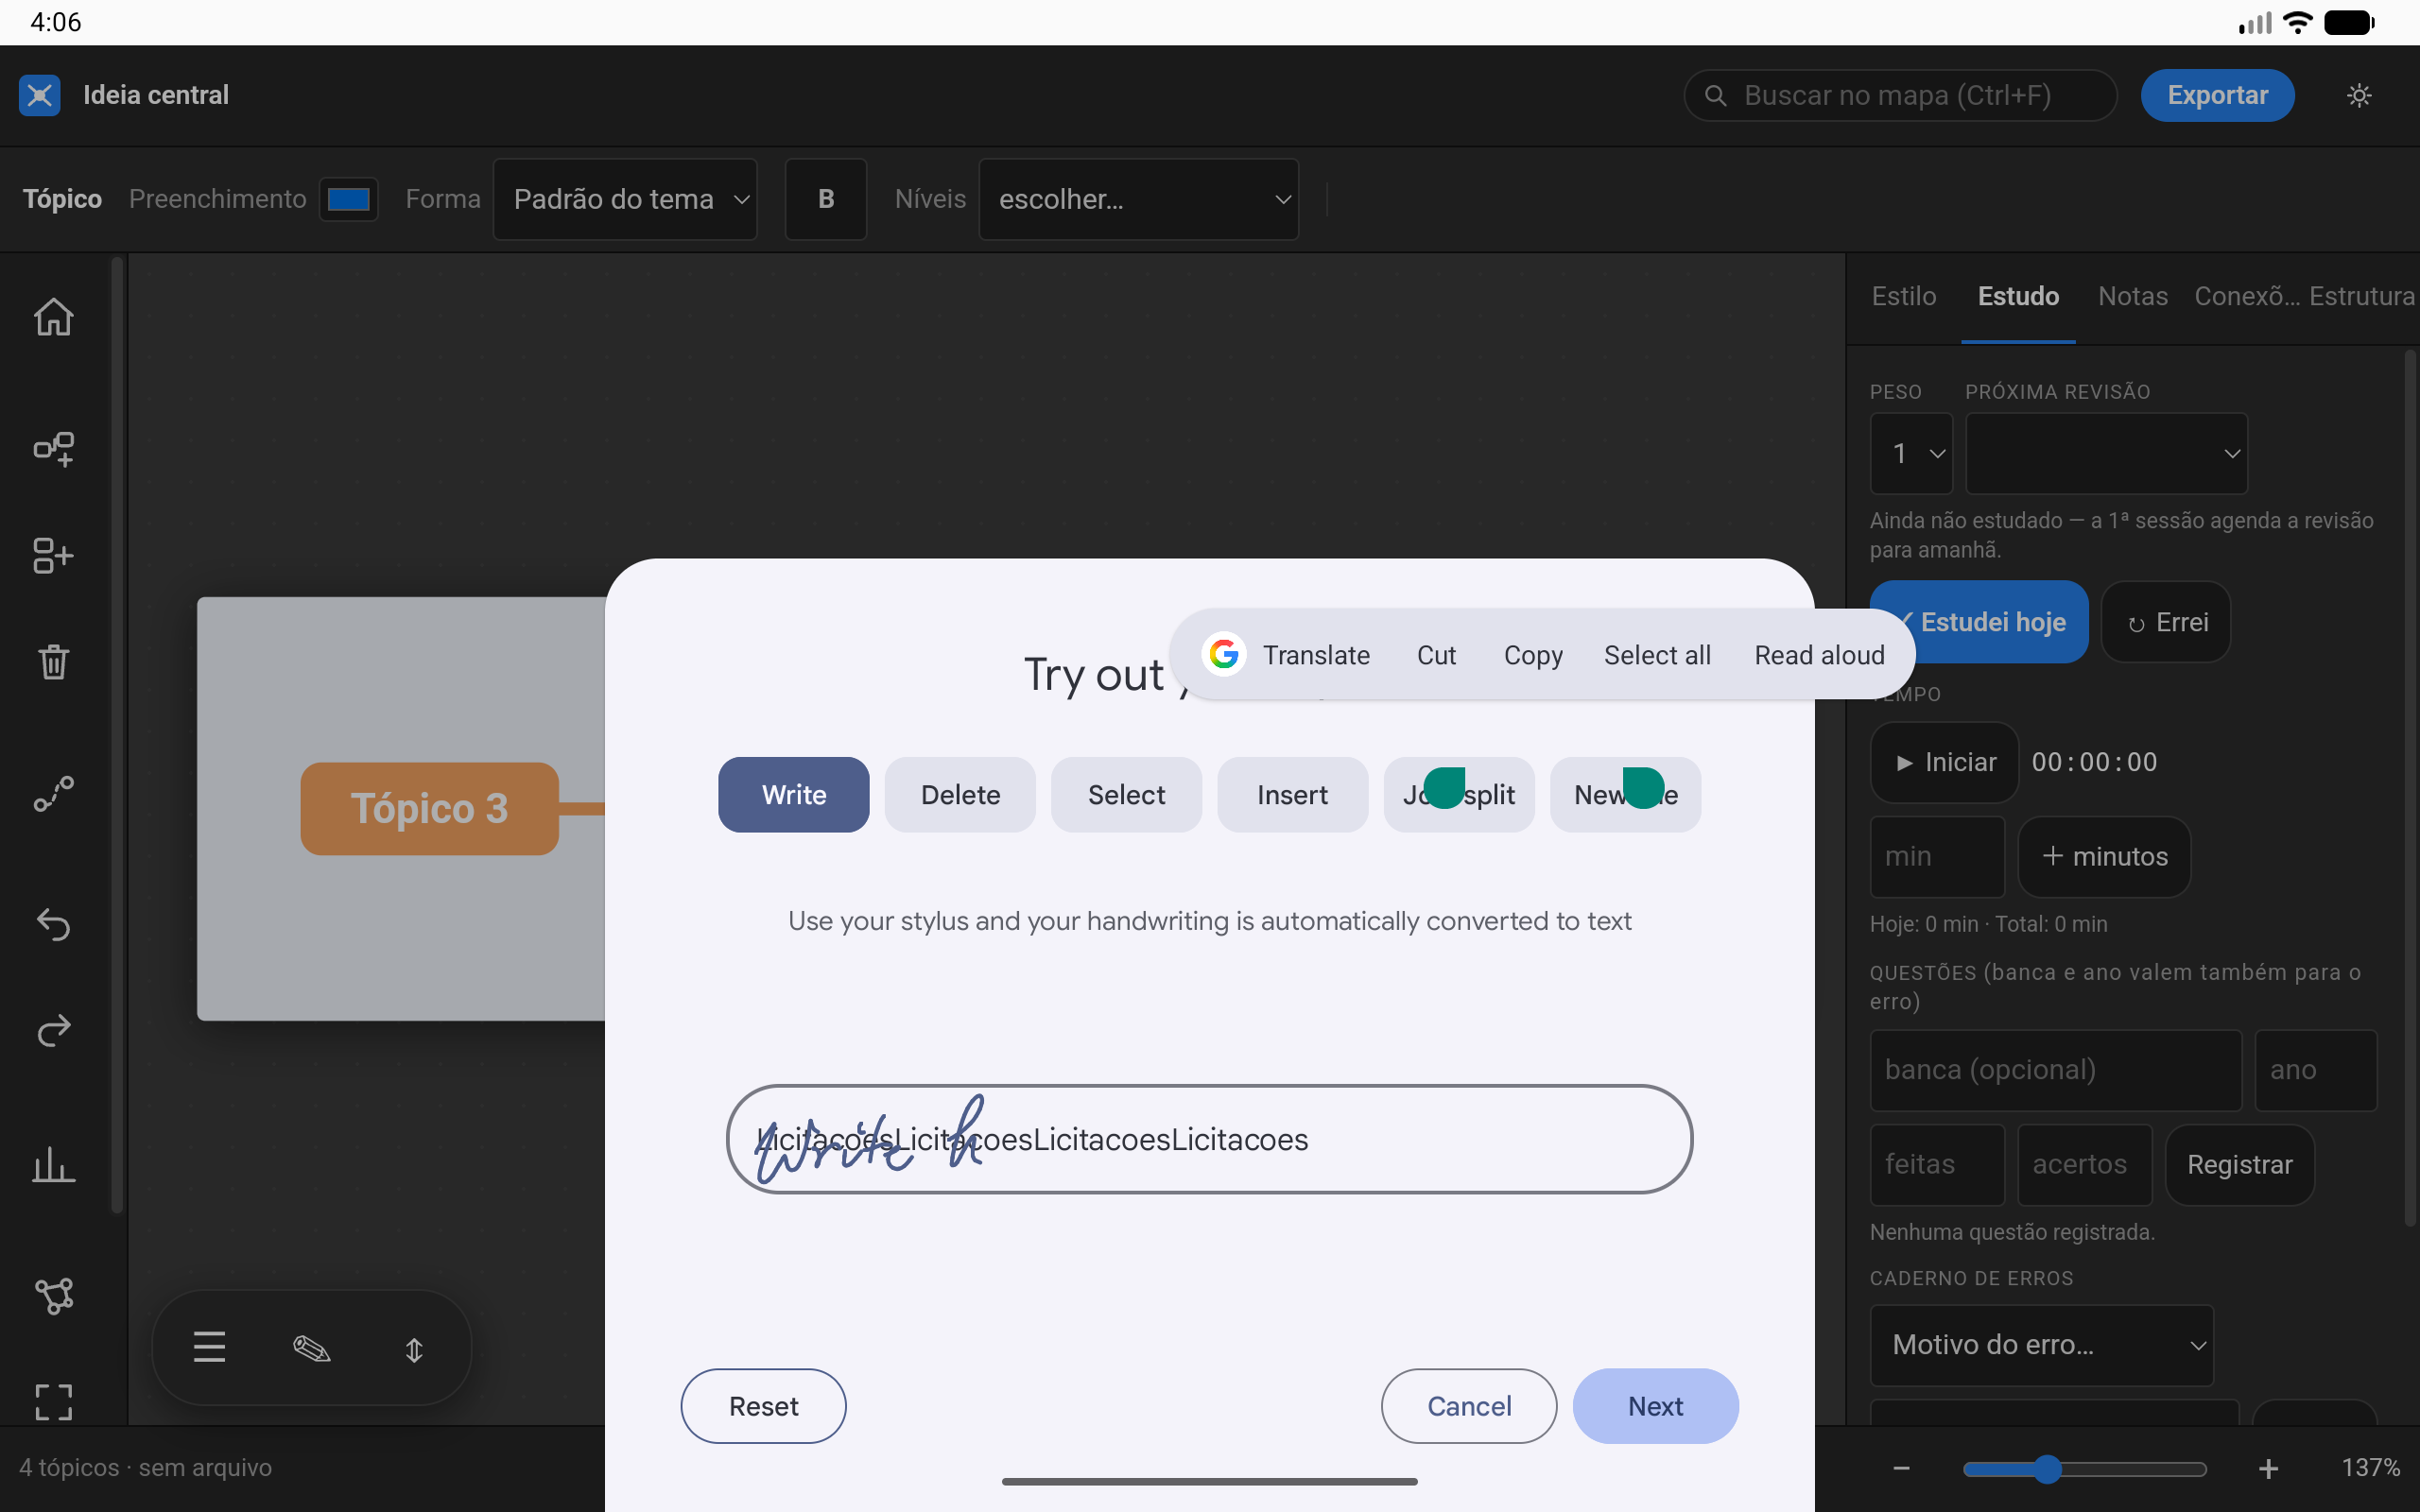 4:06
Ideia central
Buscar no mapa (Ctrl+F)
Exportar
Tópico Preenchimento Forma Padrão do tema B Níveis escolher...
Estilo Estudo Notas Conexõ... Estrutura
PESO PRÓXIMA REVISÃO
1
Ainda não estudado — a 1ª sessão agenda a revisão
para amanhã.
Estudei hoje Errei
Translate Cut Copy Select all Read aloud
Try out
TEMPO
Iniciar 00:00:00
Tópico 3
Write Delete Select Insert split
min + minutos
Use your stylus and your handwriting is automatically converted to text
Hoje: 0 min · Total: 0 min
QUESTÕES (banca e ano valem também para o
erro)
banca (opcional) ano
LicitacoesLicitacoesLicitacoesLicitacoes
Write h
feitas acertos Registrar
Nenhuma questão registrada.
CADERNO DE ERROS
Motivo do erro...
Reset Cancel Next
4 tópicos · sem arquivo
− + 137%